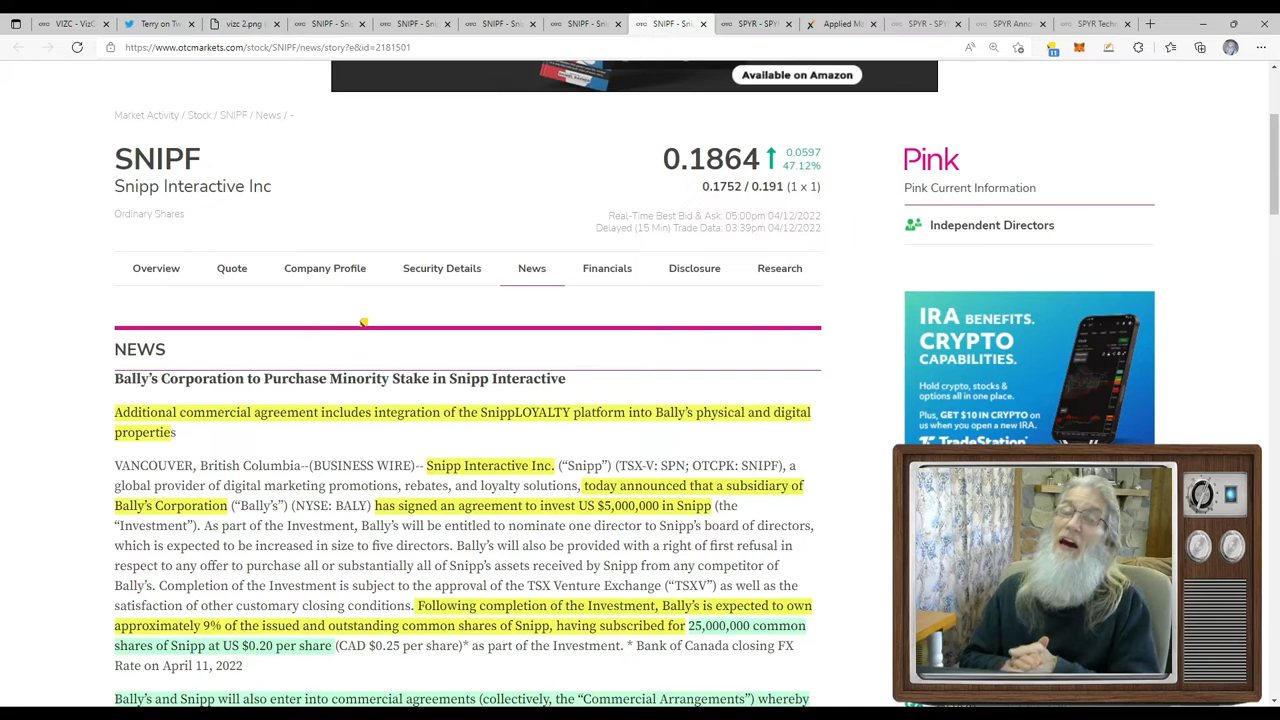 VIZC - VizC
Terry on Tw
vizc 2.png
SNIPF - Sni
SNIPF - Sni
SNIPF - Sni
SNIPF - Sni
SNIPF - Sni
SPYR - SPY
Applied Ma
SPYR - SPY
SPYR Anno
SPYR Techn
https://www.otcmarkets.com/stock/SNIPF/news/story?e&id=2181501
11
Available on Amazon
Market Activity / Stock / SNIPF / News / -
SNIPF
Snipp Interactive Inc
Ordinary Shares
0.1864
0.0597
47.12%
0.1752 / 0.191 (1 x 1)
Real-Time Best Bid & Ask: 05:00pm 04/12/2022
Delayed (15 Min) Trade Data: 03:39pm 04/12/2022
Pink
Pink Current Information
Independent Directors
Overview
Quote
Company Profile
Security Details
News
Financials
Disclosure
Research
NEWS
Bally's Corporation to Purchase Minority Stake in Snipp Interactive
Additional commercial agreement includes integration of the SnippLOYALTY platform into Bally's physical and digital
properties
VANCOUVER, British Columbia--(BUSINESS WIRE)-- Snipp Interactive Inc. (“Snipp”) (TSX-V: SPN; OTCPK: SNIPF), a
global provider of digital marketing promotions, rebates, and loyalty solutions, today announced that a subsidiary of
Bally's Corporation (“Bally's”) (NYSE: BALY) has signed an agreement to invest US $5,000,000 in Snipp (the
“Investment”). As part of the Investment, Bally's will be entitled to nominate one director to Snipp's board of directors,
which is expected to be increased in size to five directors. Bally's will also be provided with a right of first refusal in
respect to any offer to purchase all or substantially all of Snipp's assets received by Snipp from any competitor of
Bally's. Completion of the Investment is subject to the approval of the TSX Venture Exchange (“TSXV”) as well as the
satisfaction of other customary closing conditions. Following completion of the Investment, Bally's is expected to own
approximately 9% of the issued and outstanding common shares of Snipp, having subscribed for 25,000,000 common
shares of Snipp at US $0.20 per share (CAD $0.25 per share)* as part of the Investment. * Bank of Canada closing FX
Rate on April 11, 2022
Bally's and Snipp will also enter into commercial agreements (collectively, the “Commercial Arrangements”) whereby
IRA BENEFITS.
CRYPTO
CAPABILITIES.
Hold crypto, stocks &
options all in one place.
Plus, GET $10 IN CRYPTO on
us when you open a new IRA.
TradeStation